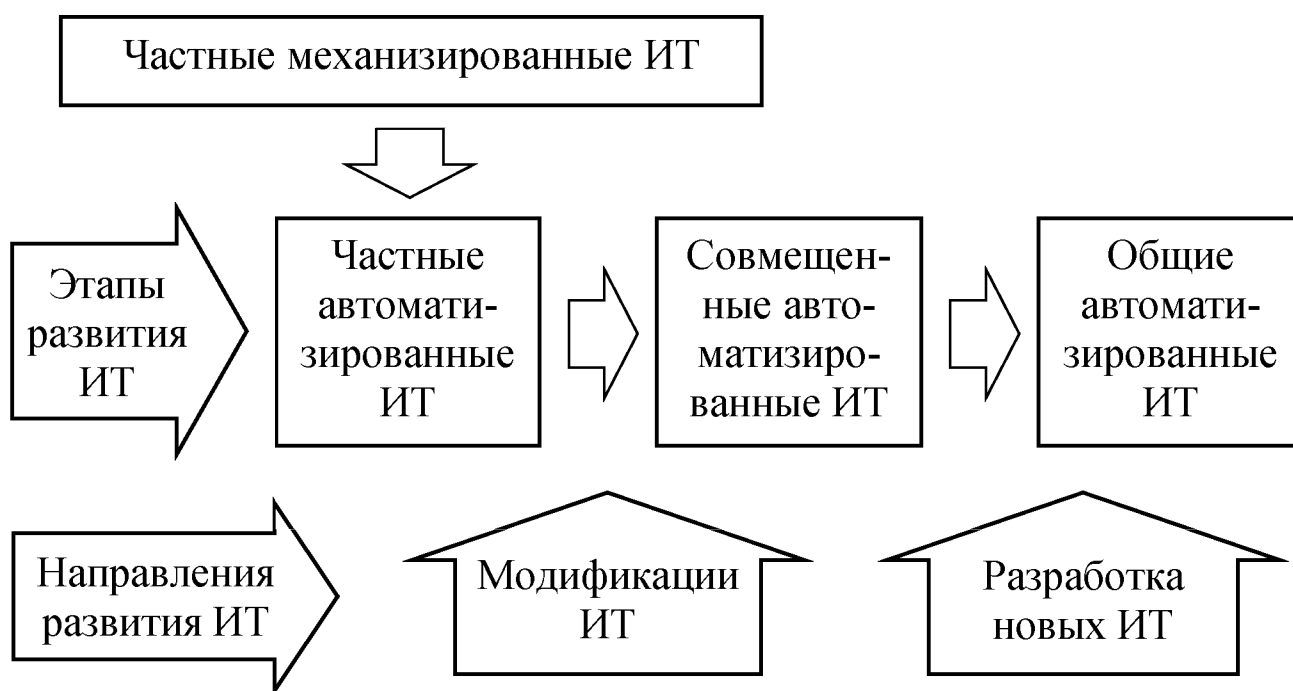 Частные механизированные ИТ
Этапы
развития
ИТ
Частные
автомати-
зированные
ИТ
Совмещен-
ные авто-
матизиро-
ванные ИТ
Общие
автомати-
зированные
ИТ
Направления
развития ИТ
Модификации
ИТ
Разработка
новых ИТ